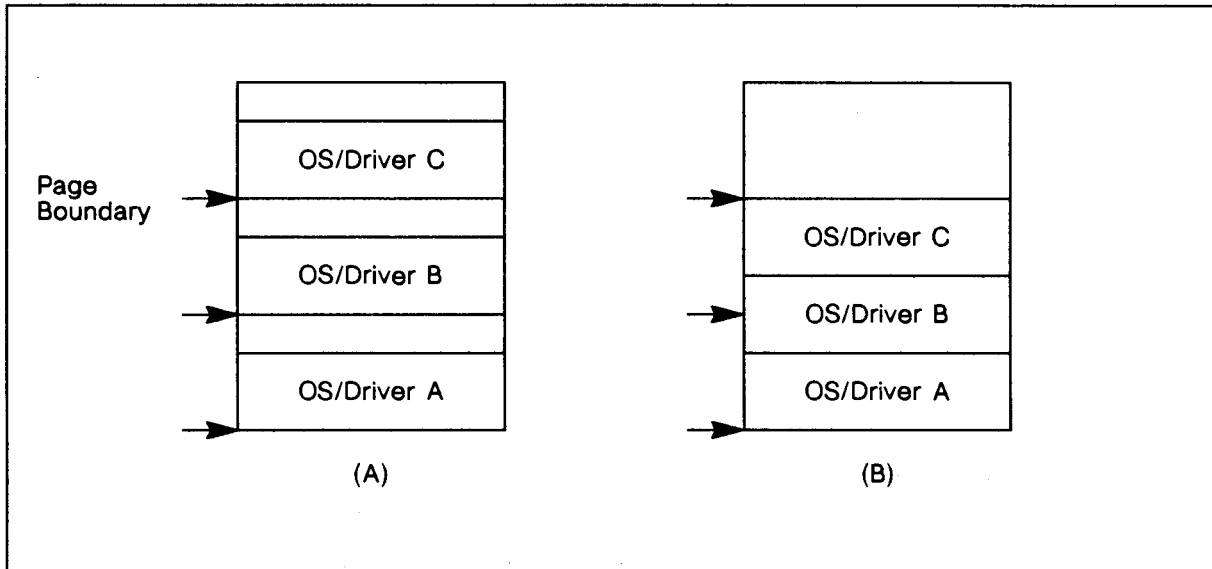 OS/Driver C
Page
Boundary
OS/Driver B
OS/Driver A
(A)
OS/Driver C
OS/Driver B
OS/Driver A
(B)